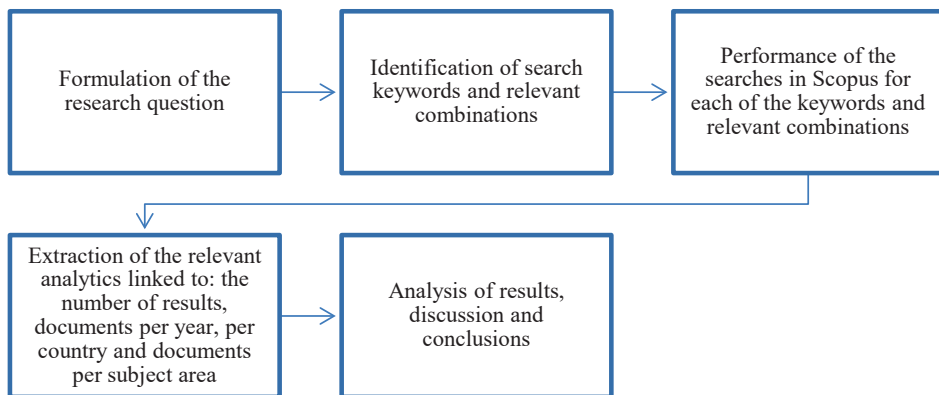 Formulation of the
research question
Identification of search
keywords and relevant
combinations
Performance of the
searches in Scopus for
each of the keywords and
relevant combinations
Extraction of the relevant
analytics linked to: the
number of results,
documents per year, per
country and documents
per subject area
Analysis of results,
discussion and
conclusions